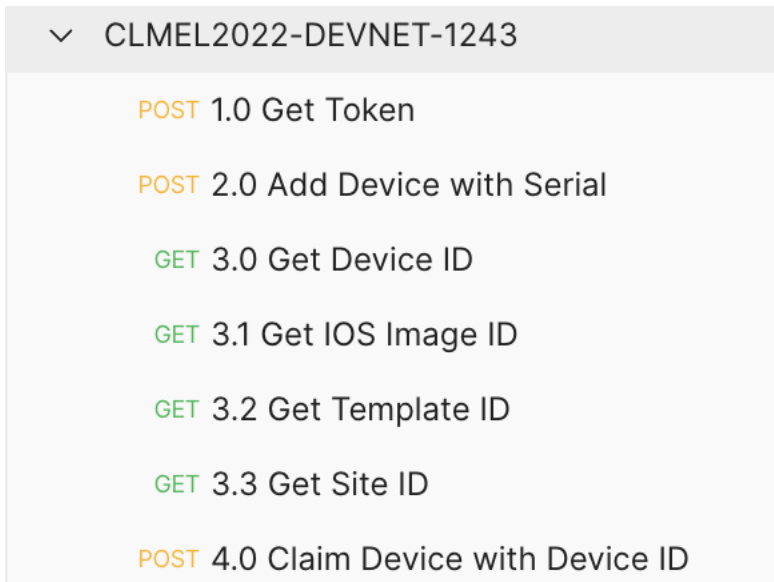 CLMEL2022-DEVNET-1243
POST 1.0 Get Token
POST 2.0 Add Device with Serial
GET 3.0 Get Device ID
GET 3.1 Get IOS Image ID
GET 3.2 Get Template ID
GET 3.3 Get Site ID
POST 4.0 Claim Device with Device ID